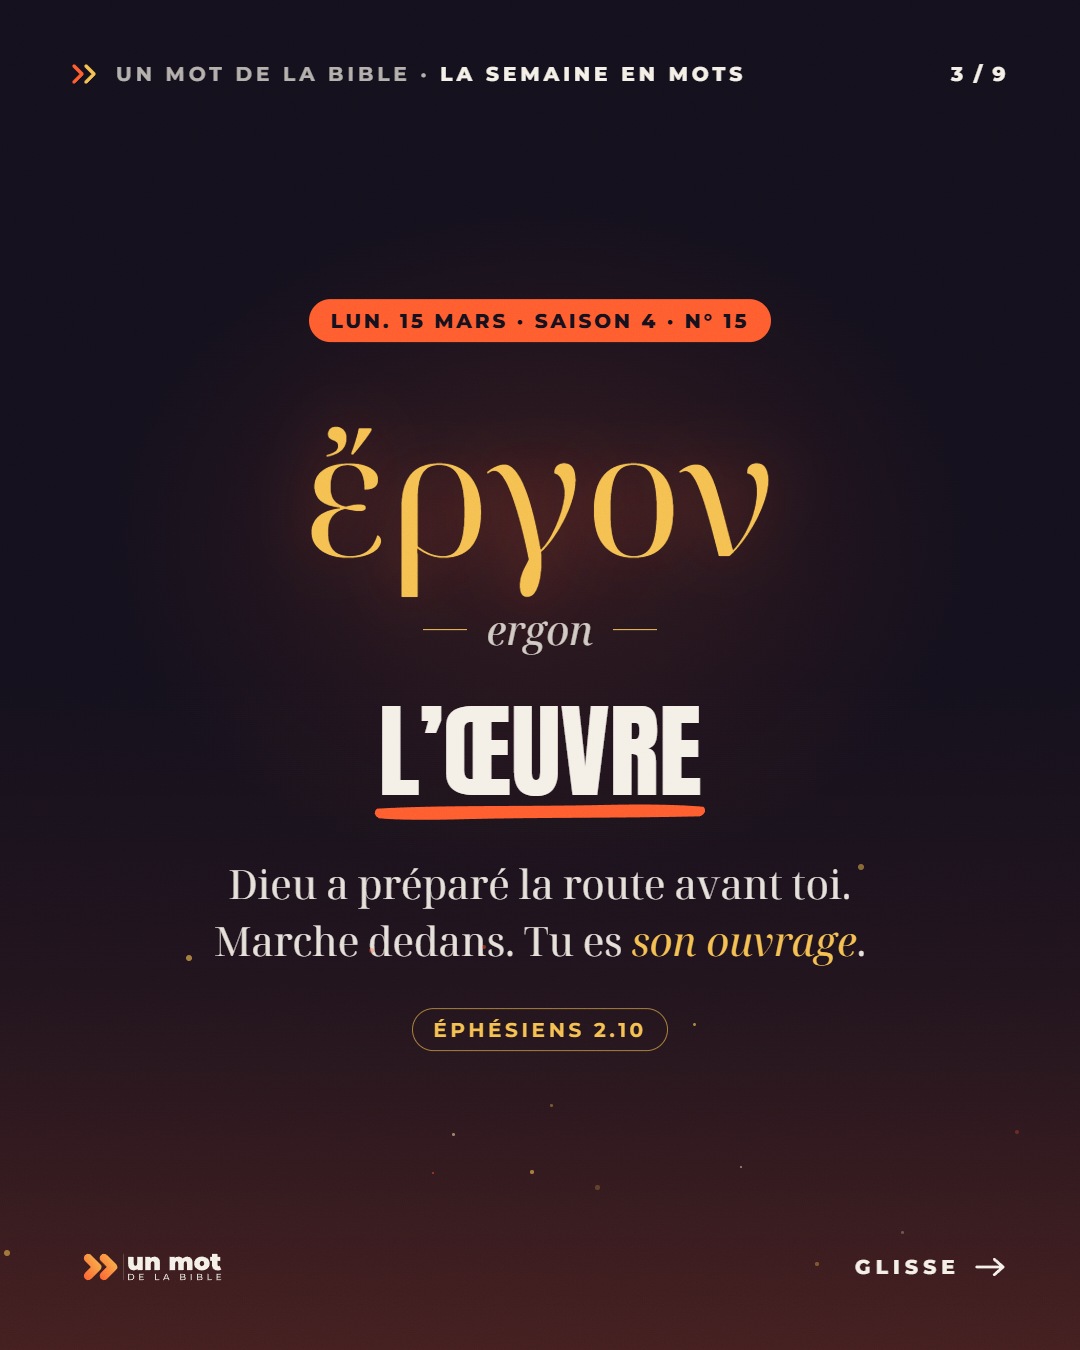 UN MOT DE LA BIBLE · LA SEMAINE EN MOTS
3 / 9
LUN. 15 MARS · SAISON 4 · N° 15
ἔργον
ergon
L’ŒUVRE
Dieu a préparé la route avant toi.
Marche dedans. Tu es son ouvrage.
ÉPHÉSIENS 2.10
un mot
DE LA BIBLE
GLISSE →